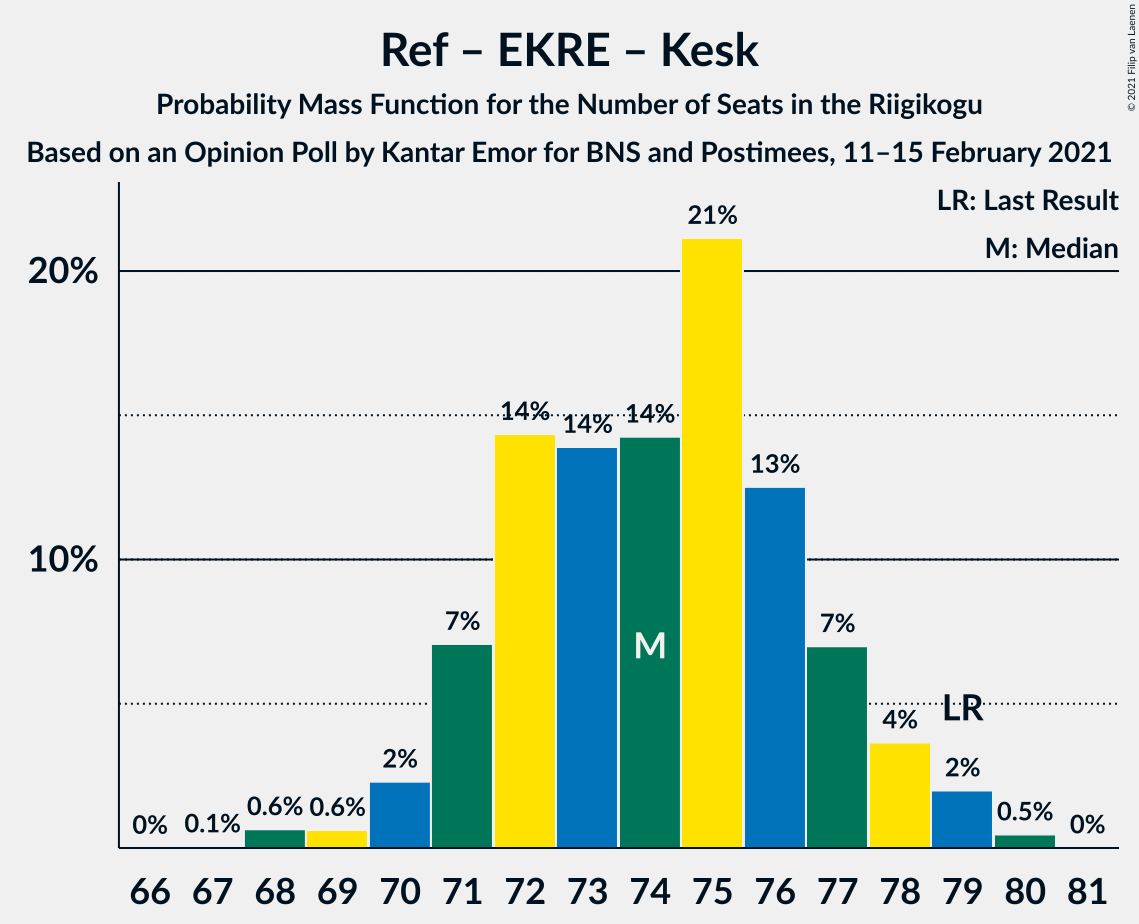 Ref – EKRE – Kesk
Probability Mass Function for the Number of Seats in the Riigikogu
Based on an Opinion Poll by Kantar Emor for BNS and Postimees, 11–15 February 2021
© 2021 Filip van Laenen
LR: Last Result
M: Median
20%
10%
0% 0.1% 0.6% 0.6% 2% 7% 14% 14% 14% 21% 13% 7% 4% 2% 0.5% 0%
M
LR
66 67 68 69 70 71 72 73 74 75 76 77 78 79 80 81